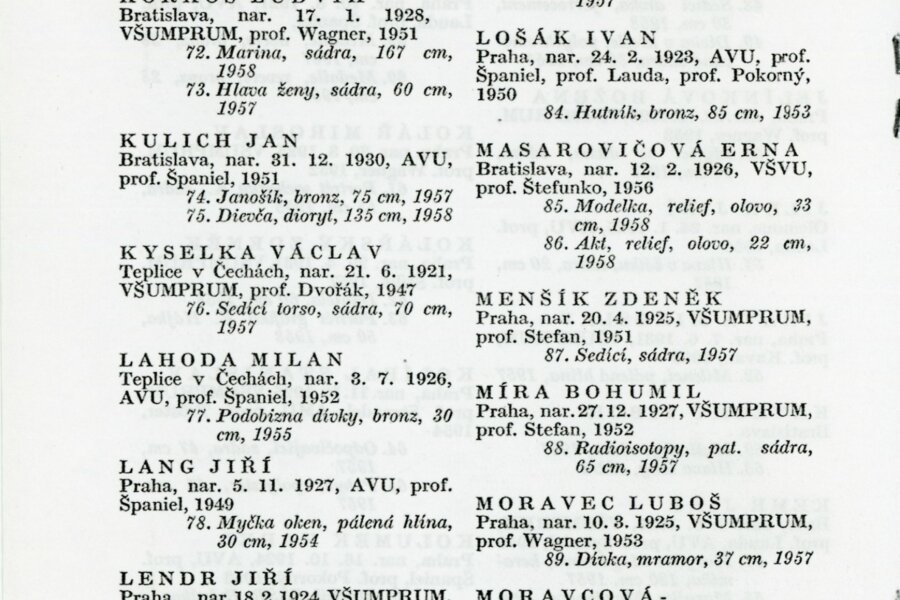 Bratislava, nar. 17. 1. 1928,
VŠUMPRUM, prof. Wagner, 1951
72. Marina, sádra, 167 cm,
1958
73. Hlava ženy, sádra, 60 cm,
1957
KULICH JAN
Bratislava, nar. 31. 12. 1930, AVU,
prof. Španiel, 1951
74. Janošík, bronz, 75 cm, 1957
75. Dievča, dioryt, 135 cm, 1958
KYSELKA VÁCLAV
Teplice v Čechách, nar. 21. 6. 1921,
VŠUMPRUM, prof. Dvořák, 1947
76. Sedící torso, sádra, 70 cm,
1957
LAHODA MILAN
Teplice v Čechách, nar. 3. 7. 1926,
AVU, prof. Španiel, 1952
77. Podobizna dívky, bronz, 30
cm, 1955
LANG JIŘÍ
Praha, nar. 5. 11. 1927, AVU, prof.
Španiel, 1949
78. Myčka oken, pálená hlína,
30 cm, 1954
LENDR JIŘÍ
Praha, nar. 18. 2. 1924, VŠUMPRUM,
1957
LOŠÁK IVAN
Praha, nar. 24. 2. 1923, AVU, prof.
Španiel, prof. Lauda, prof. Pokorný,
1950
84. Hutník, bronz, 85 cm, 1953
MASAROVIČOVÁ ERNA
Bratislava, nar. 12. 2. 1926, VŠVU,
prof. Štefunko, 1956
85. Modelka, relief, olovo, 33
cm, 1958
86. Akt, relief, olovo, 22 cm,
1958
MENŠÍK ZDENĚK
Praha, nar. 20. 4. 1925, VŠUMPRUM,
prof. Stefan, 1951
87. Sedící, sádra, 1957
MÍRA BOHUMIL
Praha, nar. 27. 12. 1927, VŠUMPRUM,
prof. Stefan, 1952
88. Radioisotopy, pat. sádra,
65 cm, 1957
MORAVEC LUBOŠ
Praha, nar. 10. 3. 1925, VŠUMPRUM,
prof. Wagner, 1953
89. Dívka, mramor, 37 cm, 1957
MORAVCOVÁ-